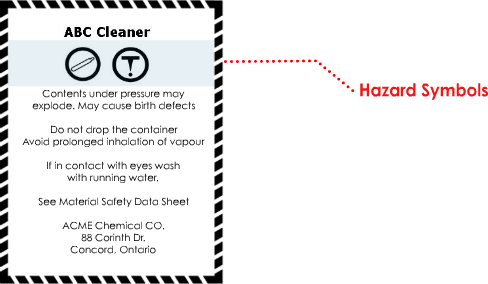 ABC Cleaner
Hazard Symbols
Contents under pressure may
explode. May cause birth defects
Do not drop the container
Avoid prolonged inhalation of vapour
If in contact with eyes wash
with running water.
See Material Safety Data Sheet
ACME Chemical CO.
88 Corinth Dr.
Concord, Ontario